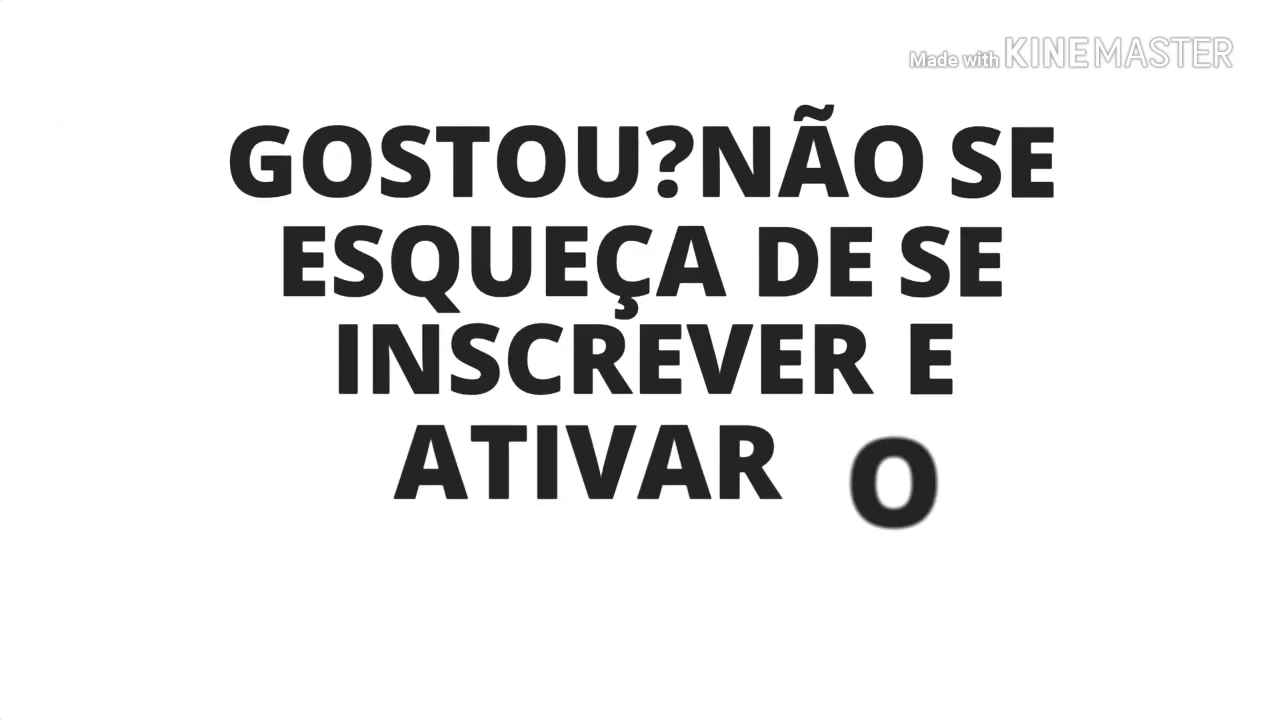 Made with KINEMASTER
GOSTOU?NÃO SE
ESQUEÇA DE SE
INSCREVER E
ATIVAR O